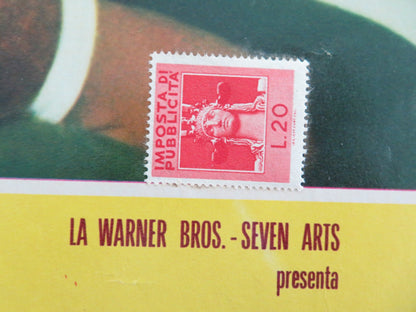 IMPOSTA DI
PUBBLICITÀ
L.20
LA WARNER BROS. - SEVEN ARTS
presenta